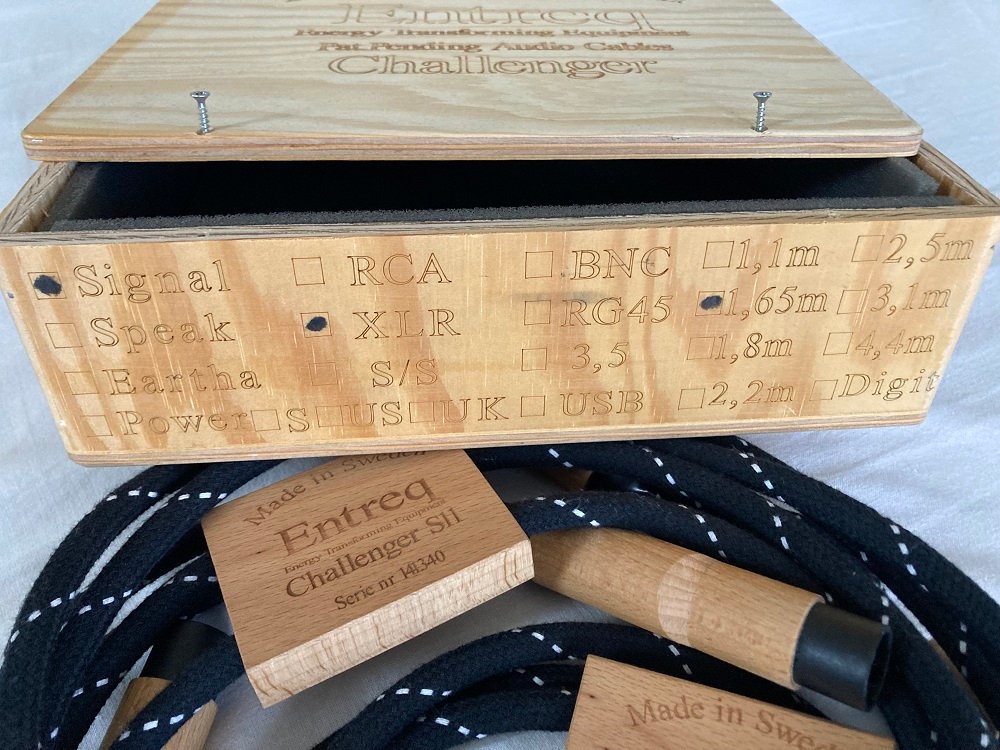 Entreq
Energy Transforming Equipment
Pat Pending Audio Cables
Challenger
Signal RCA BNC 1,1m 2,5m
Speak XLR RG45 1,65m 3,1m
Eartha S/S 3,5 1,8m 4,4m
Power S US UK USB 2,2m Digit
Made in Sweden
Entreq
Energy Transforming Equipment
Challenger SII
Serie nr 141340
Made in Swe